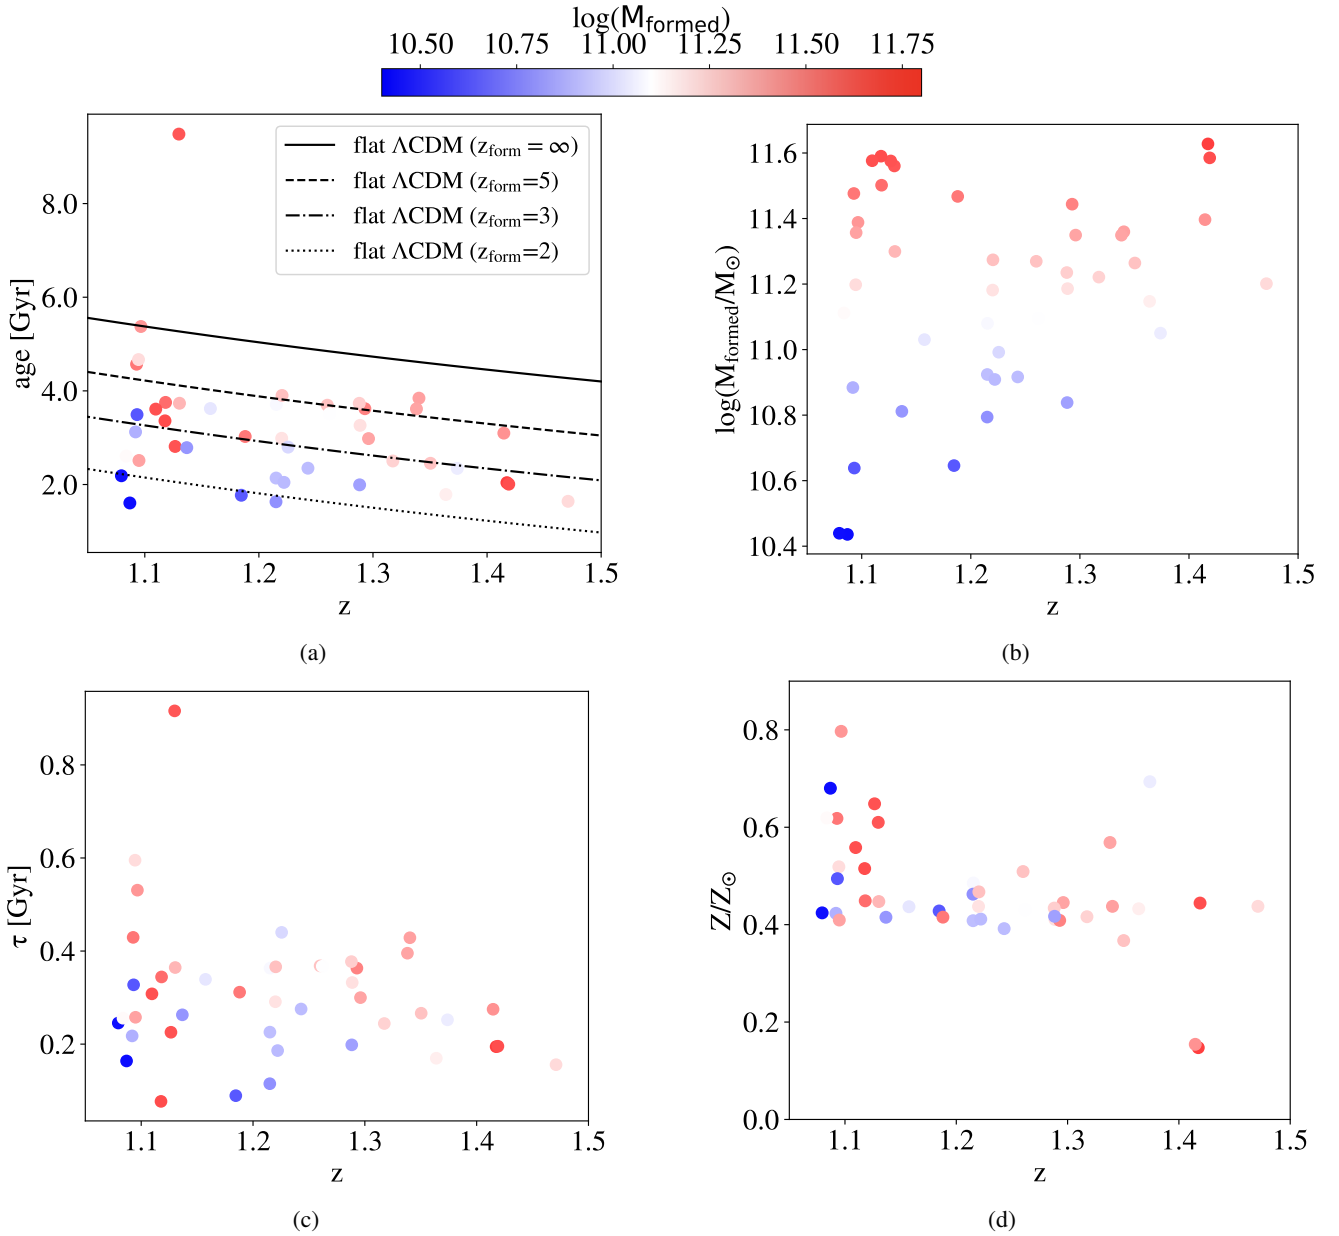 log(M_formed)
10.50 10.75 11.00 11.25 11.50 11.75
flat ΛCDM (z_form = ∞)
flat ΛCDM (z_form=5)
flat ΛCDM (z_form=3)
flat ΛCDM (z_form=2)
8.0
6.0
4.0
2.0
age [Gyr]
1.1 1.2 1.3 1.4 1.5
z
(a)
11.6
11.4
11.2
11.0
10.8
10.6
10.4
log(M_formed/M_⊙)
1.1 1.2 1.3 1.4 1.5
z
(b)
0.8
0.6
0.4
0.2
τ [Gyr]
1.1 1.2 1.3 1.4 1.5
z
(c)
0.8
0.6
0.4
0.2
0.0
Z/Z_⊙
1.1 1.2 1.3 1.4 1.5
z
(d)